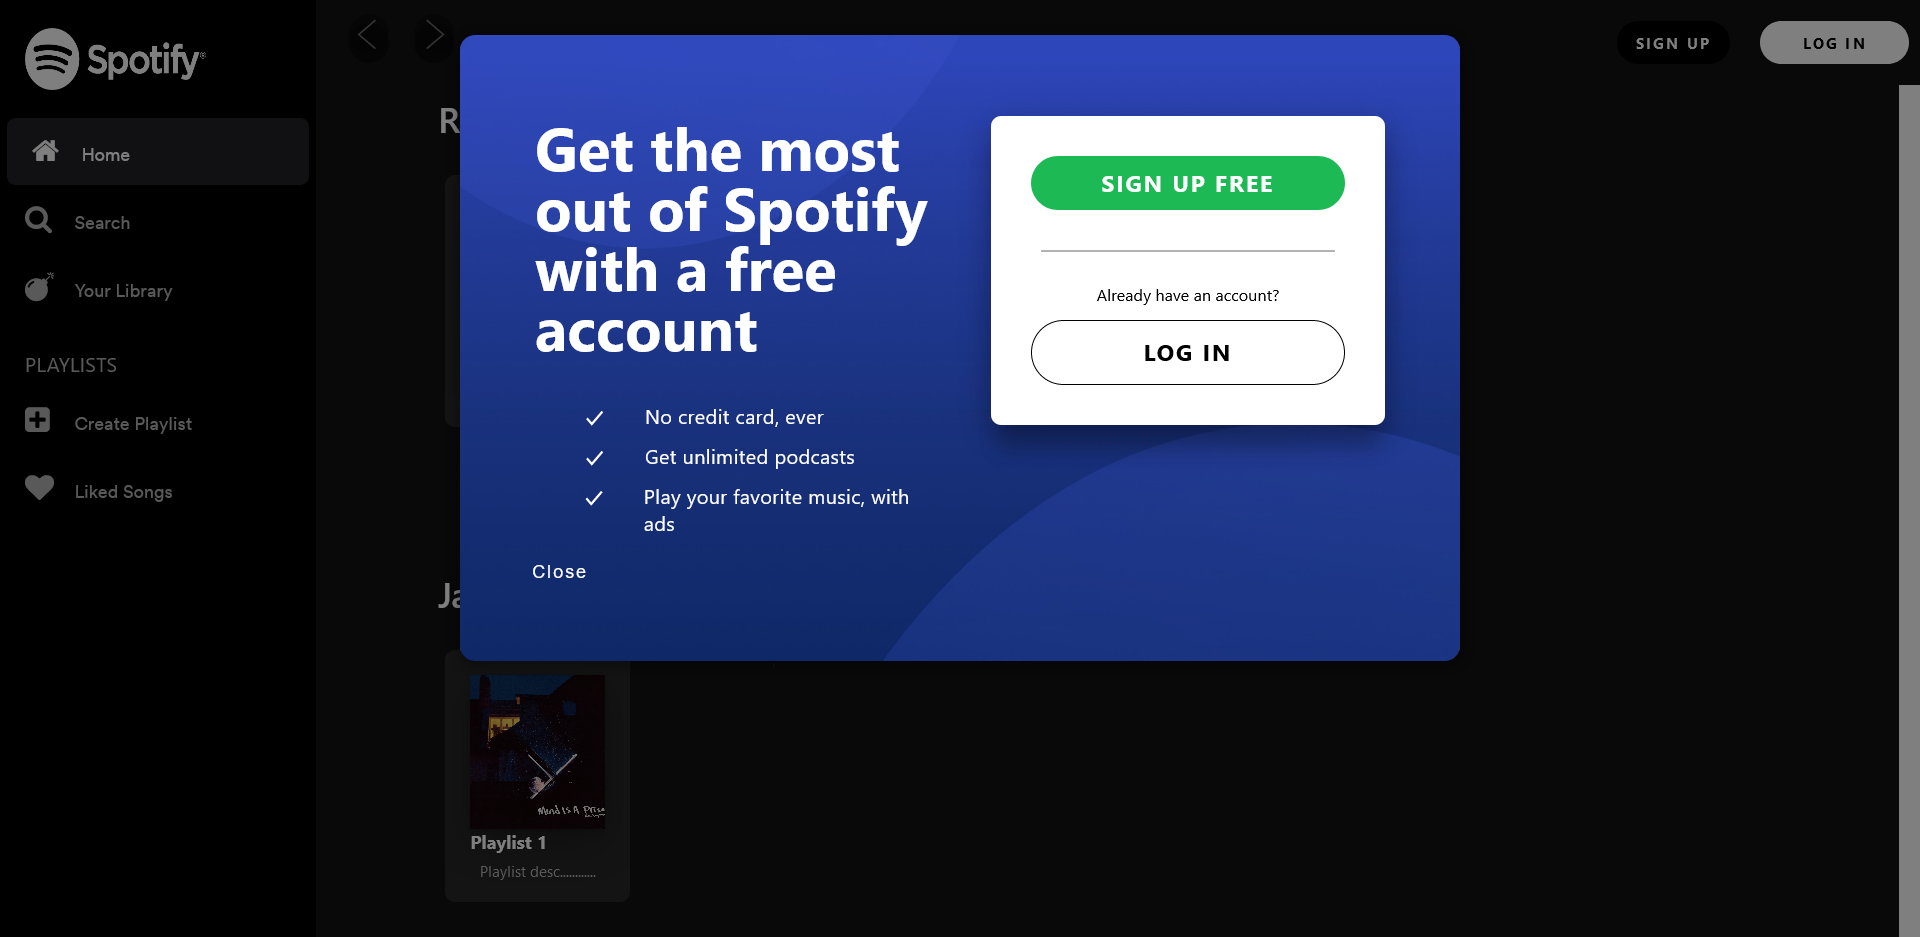 Spotify®
SIGN UP
LOG IN
Home
Search
Your Library
PLAYLISTS
Create Playlist
Liked Songs
R
Get the most
out of Spotify
with a free
account
No credit card, ever
Get unlimited podcasts
Play your favorite music, with
ads
Close
SIGN UP FREE
Already have an account?
LOG IN
Ja
Mind Is A Priso
Playlist 1
Playlist desc............